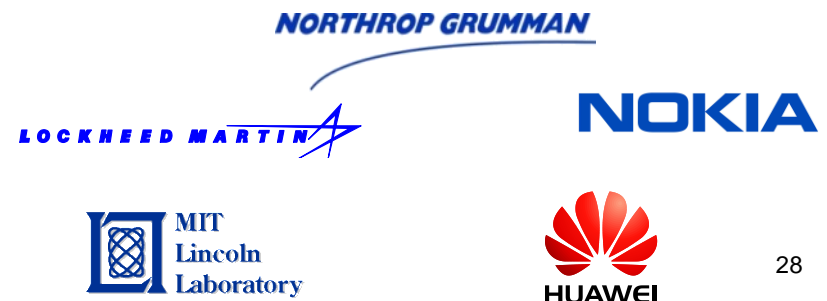 NORTHROP GRUMMAN
LOCKHEED MARTIN
NOKIA
MIT
Lincoln
Laboratory
HUAWEI
28